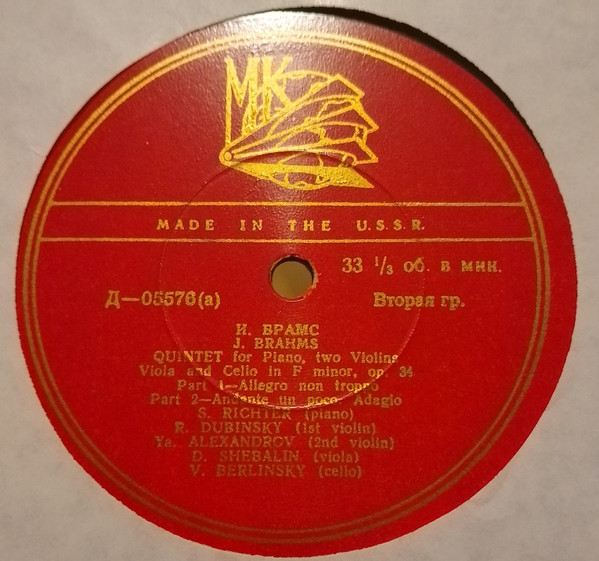 МК
MADE IN THE U.S.S.R.
33 1/3 об. в мин.
Д—05576(a)
Вторая гр.
И. БРАМС
J. BRAHMS
QUINTET for Piano, two Violins
Viola and Cello in F minor, op. 34
Part 1—Allegro non troppo
Part 2—Andante un poco Adagio
S. RICHTER (piano)
R. DUBINSKY (1st violin)
Ya. ALEXANDROV (2nd violin)
D. SHEBALIN (viola)
V. BERLINSKY (cello)